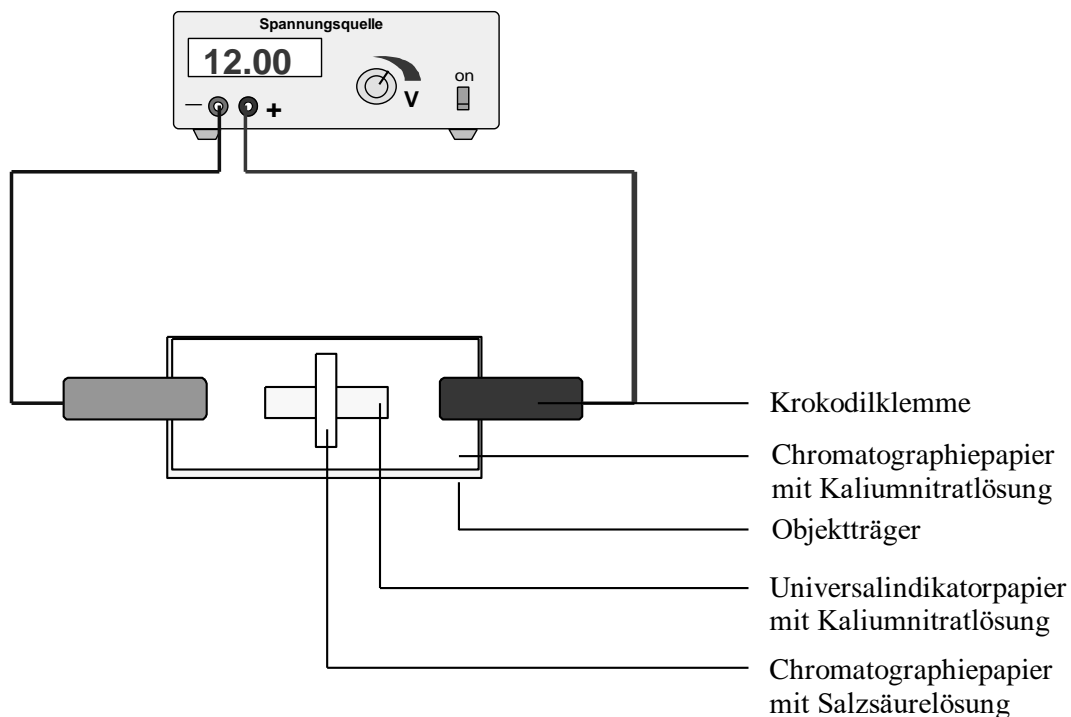 Spannungsquelle
12.00
on
V
– +
Krokodilklemme
Chromatographiepapier
mit Kaliumnitratlösung
Objektträger
Universalindikatorpapier
mit Kaliumnitratlösung
Chromatographiepapier
mit Salzsäurelösung